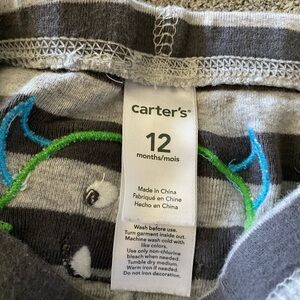 carter's®
12
months/mois
Made in China
Fabriqué en Chine
Hecho en China
Wash before use.
Turn garment inside out.
Machine wash cold with
like colors.
Use only non-chlorine
bleach when needed.
Tumble dry medium.
Warm iron if needed.
Do not iron decoration.